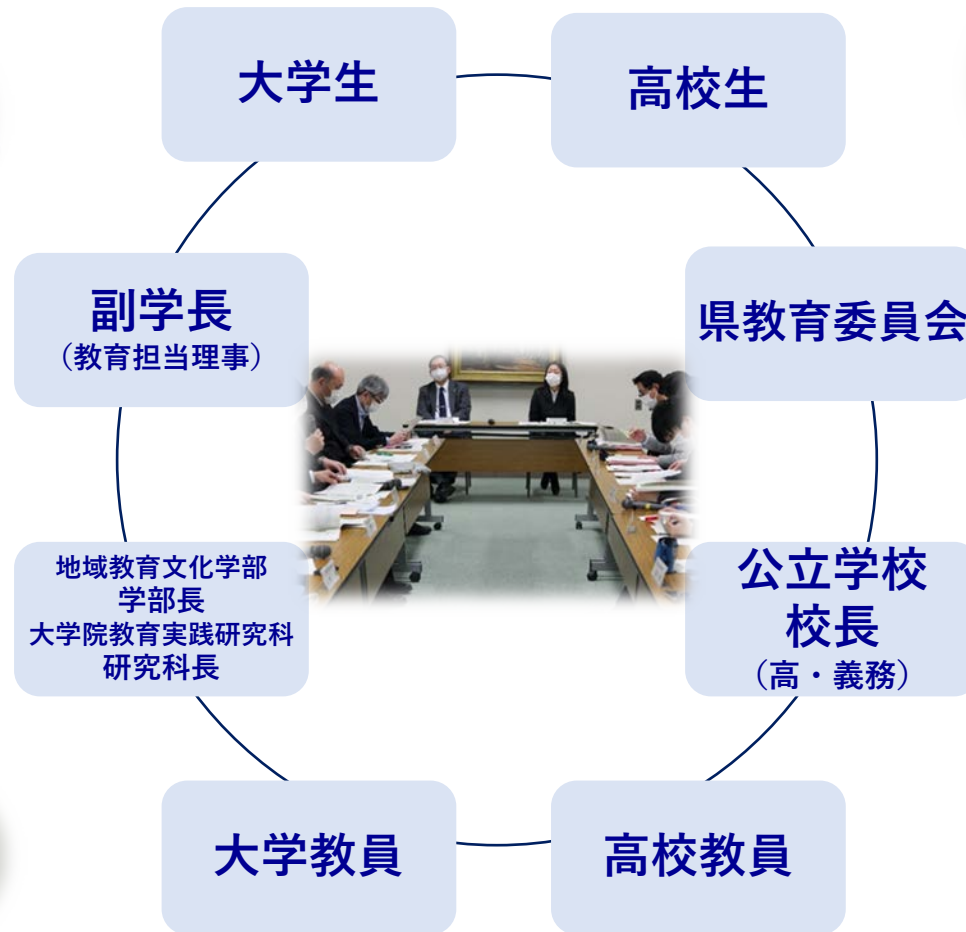 大学生
高校生
副学長
（教育担当理事）
県教育委員会
地域教育文化学部
学部長
大学院教育実践研究科
研究科長
公立学校
校長
（高・義務）
大学教員
高校教員